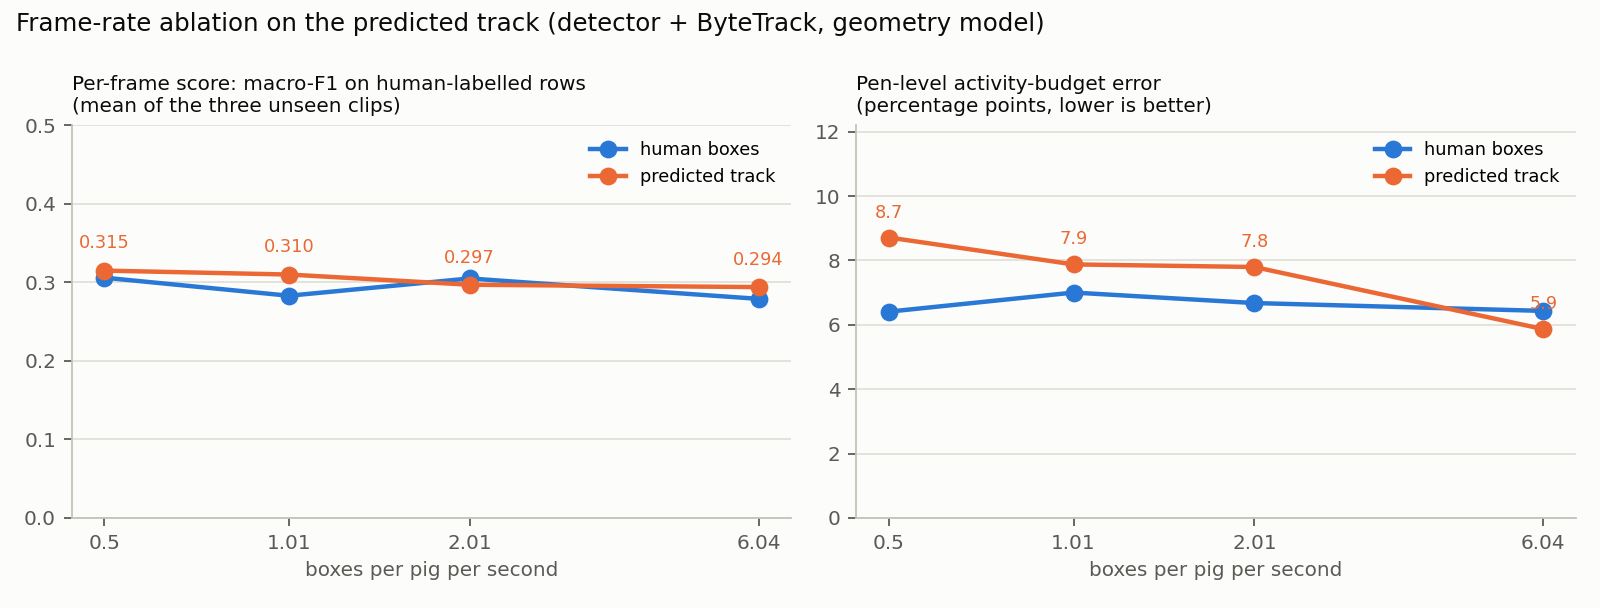 Frame-rate ablation on the predicted track (detector + ByteTrack, geometry model)
Per-frame score: macro-F1 on human-labelled rows
(mean of the three unseen clips)
0.5
0.4
0.3
0.2
0.1
0.0
human boxes
predicted track
0.315
0.310
0.297
0.294
0.5
1.01
2.01
6.04
boxes per pig per second
Pen-level activity-budget error
(percentage points, lower is better)
12
10
8
6
4
2
0
human boxes
predicted track
8.7
7.9
7.8
5.9
0.5
1.01
2.01
6.04
boxes per pig per second